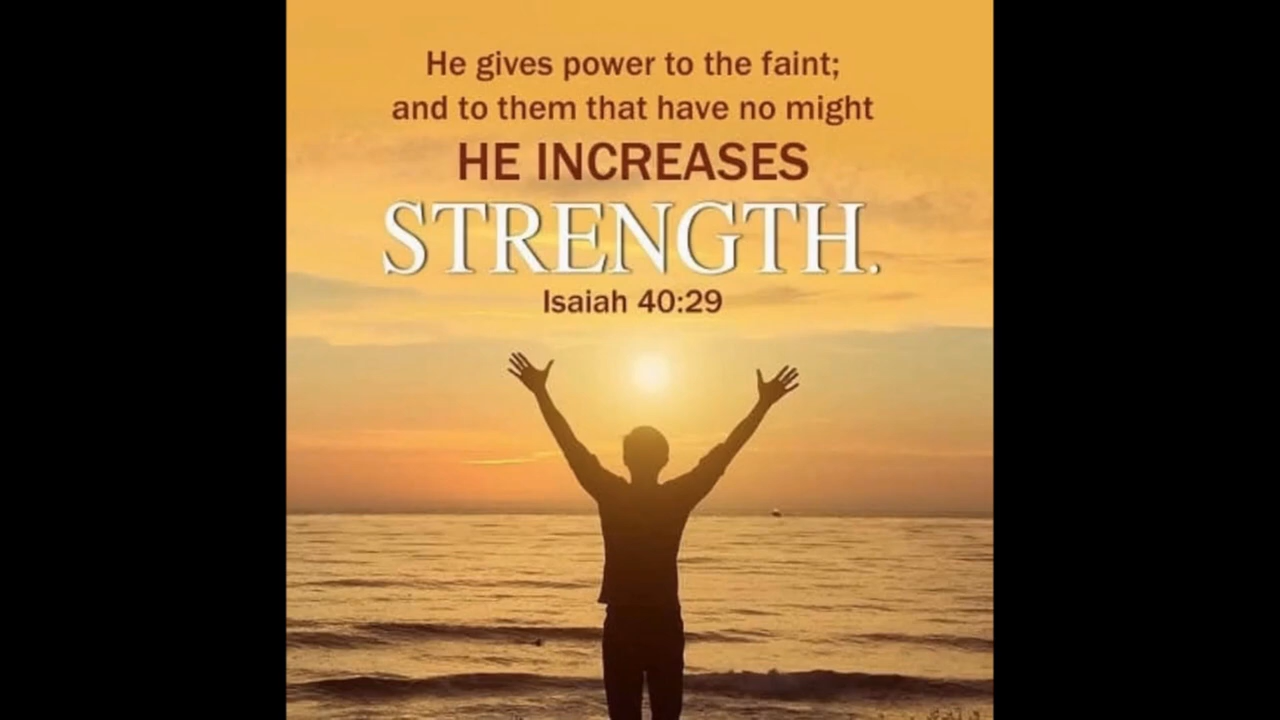 He gives power to the faint;
and to them that have no might
HE INCREASES
STRENGTH.
Isaiah 40:29